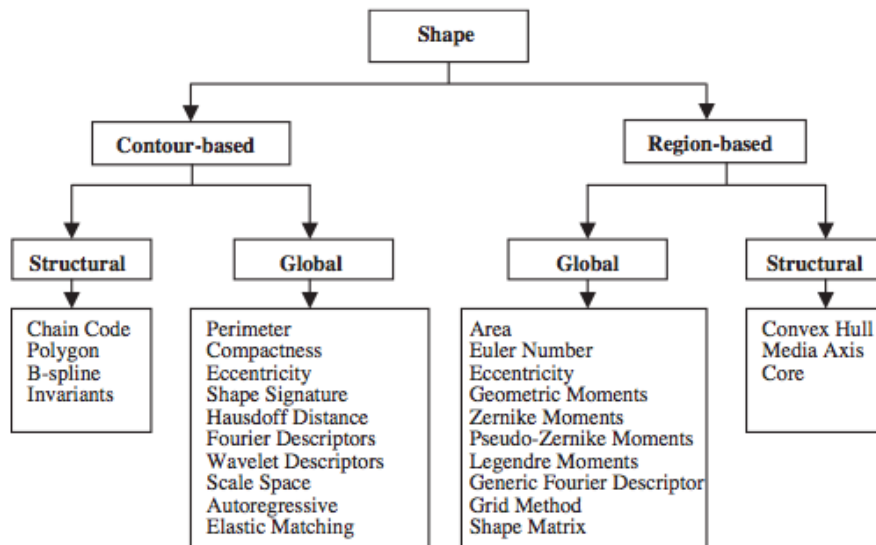 Shape
Contour-based
Region-based
Structural
Global
Global
Structural
Chain Code
Polygon
B-spline
Invariants
Perimeter
Compactness
Eccentricity
Shape Signature
Hausdoff Distance
Fourier Descriptors
Wavelet Descriptors
Scale Space
Autoregressive
Elastic Matching
Area
Euler Number
Eccentricity
Geometric Moments
Zernike Moments
Pseudo-Zernike Moments
Legendre Moments
Generic Fourier Descriptor
Grid Method
Shape Matrix
Convex Hull
Media Axis
Core